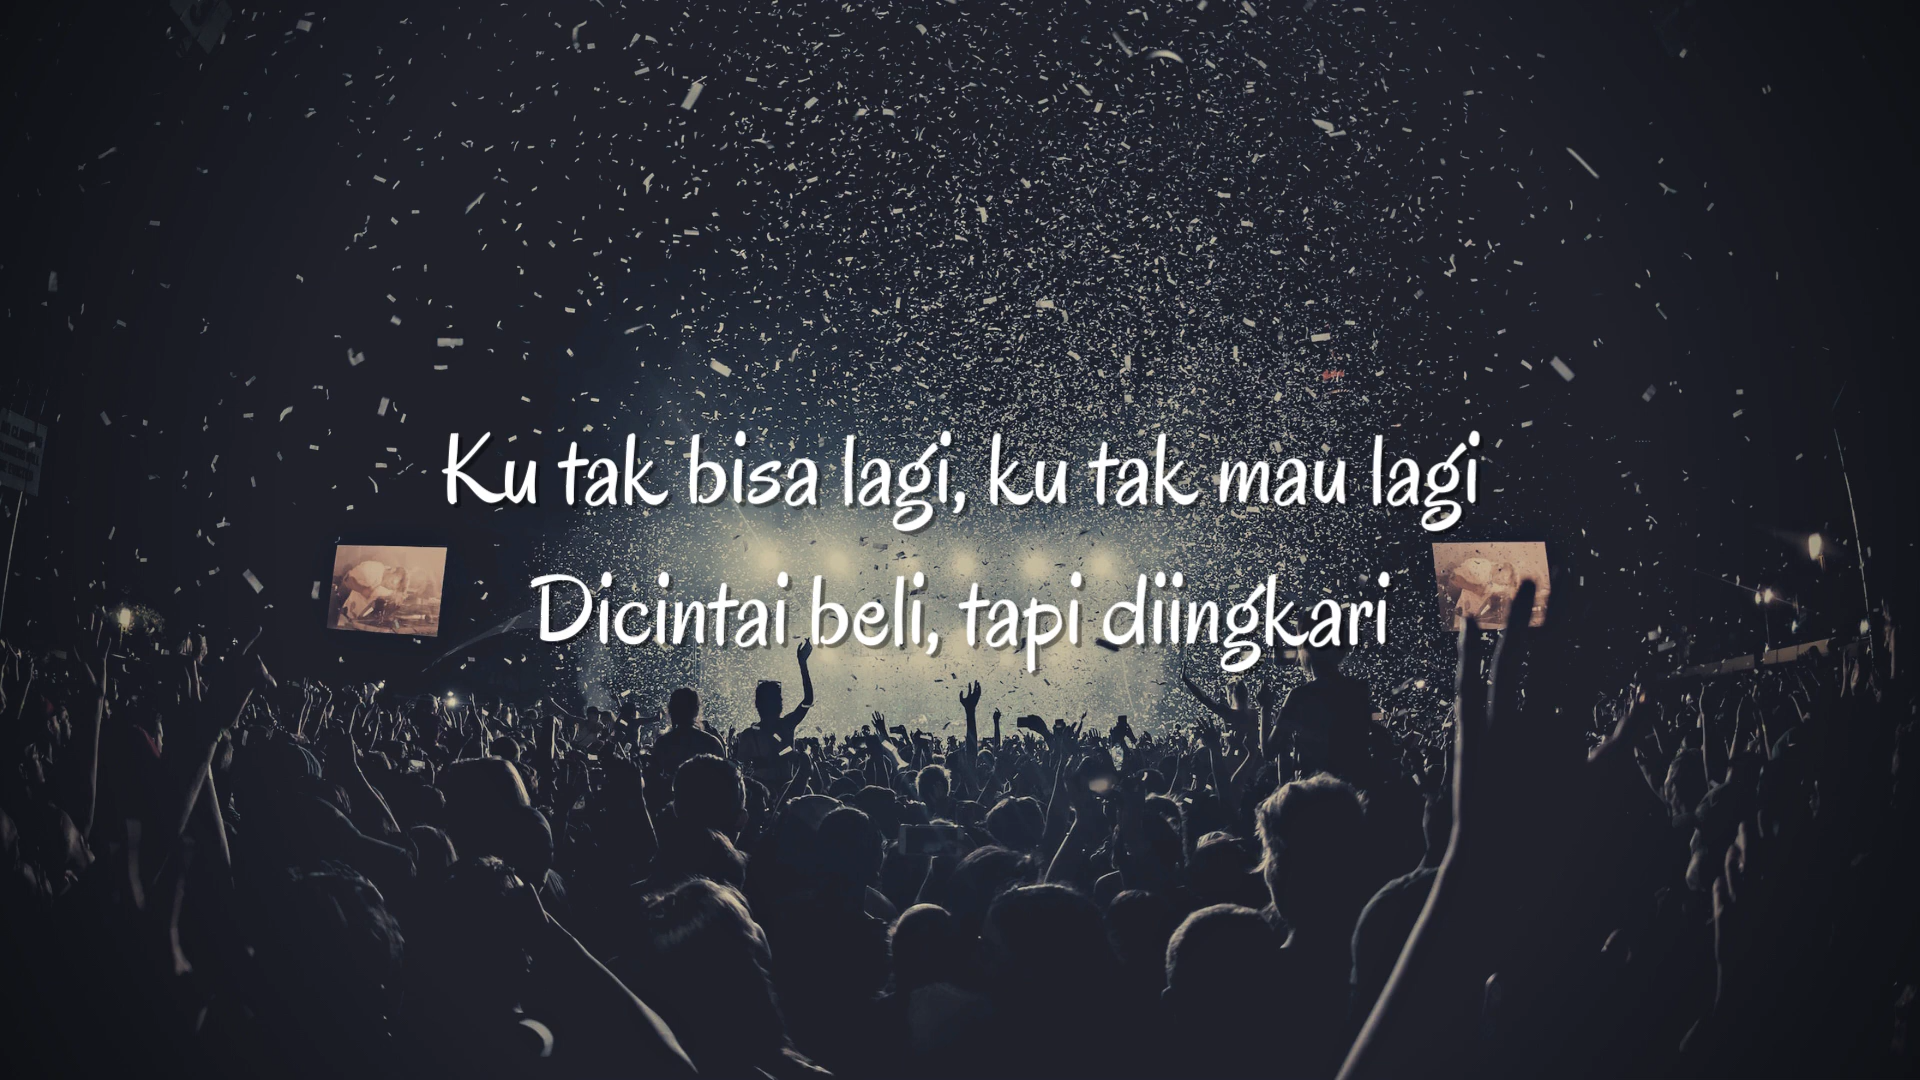 Ku tak bisa lagi, ku tak mau lagi
Dicintai beli, tapi diingkari